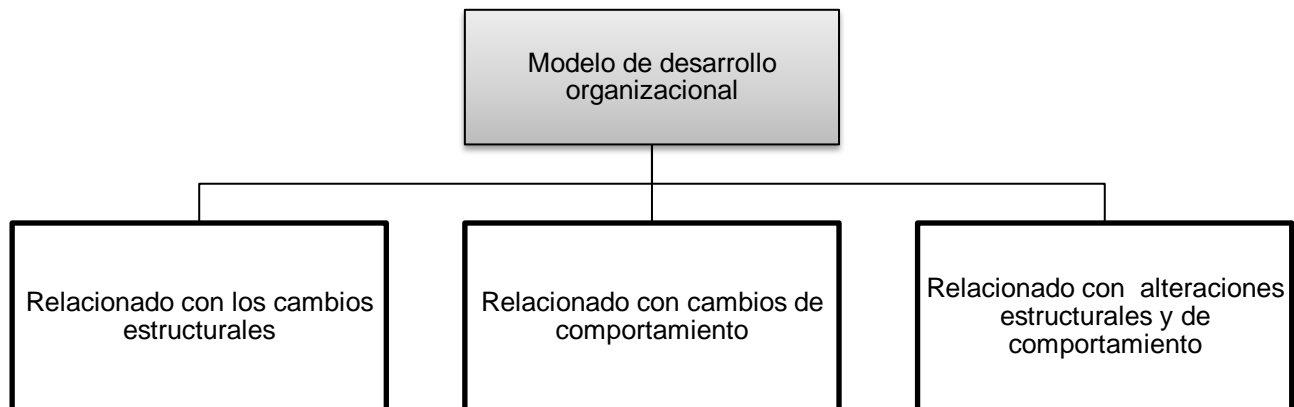 Modelo de desarrollo
organizacional
Relacionado con los cambios
estructurales
Relacionado con cambios de
comportamiento
Relacionado con  alteraciones
estructurales y de
comportamiento